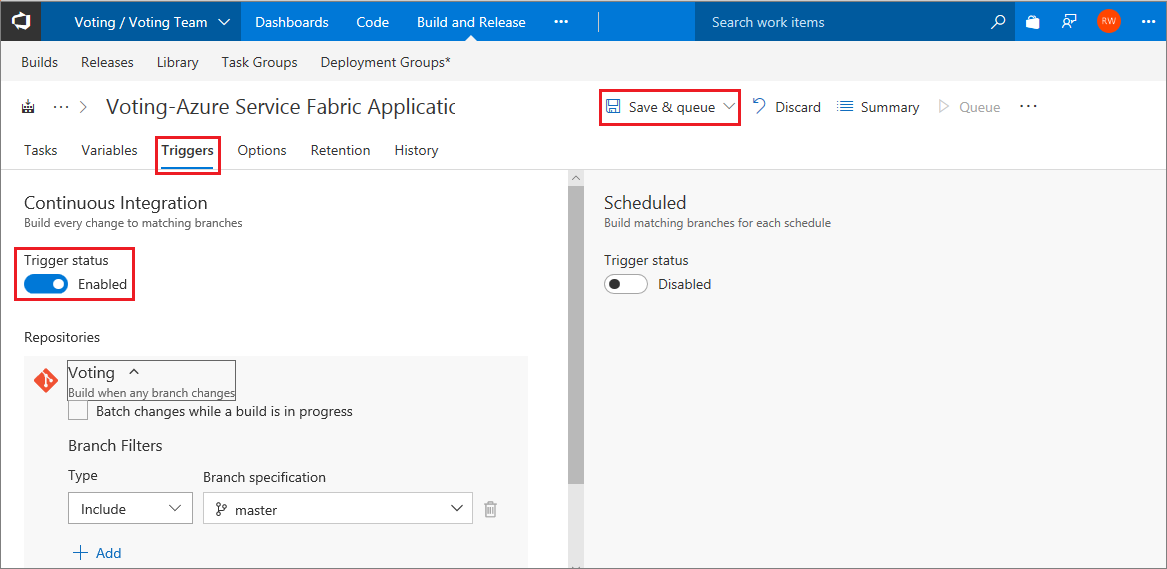 Voting / Voting Team Dashboards Code Build and Release ··· Search work items RW ···
Builds Releases Library Task Groups Deployment Groups*
··· Voting-Azure Service Fabric Applicatic Save & queue Discard Summary Queue ···
Tasks Variables Triggers Options Retention History
Continuous Integration
Build every change to matching branches
Trigger status
Enabled
Repositories
Voting
Build when any branch changes
Batch changes while a build is in progress
Branch Filters
Type Branch specification
Include master
Add
Scheduled
Build matching branches for each schedule
Trigger status
Disabled